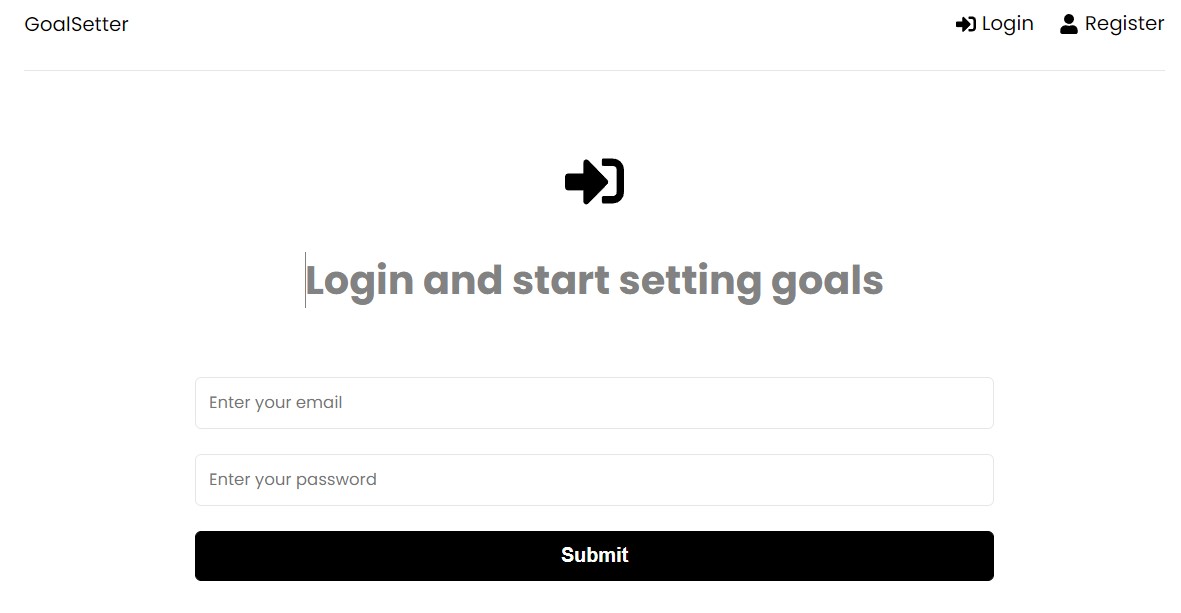 GoalSetter Login Register
Login and start setting goals
Enter your email
Enter your password
Submit